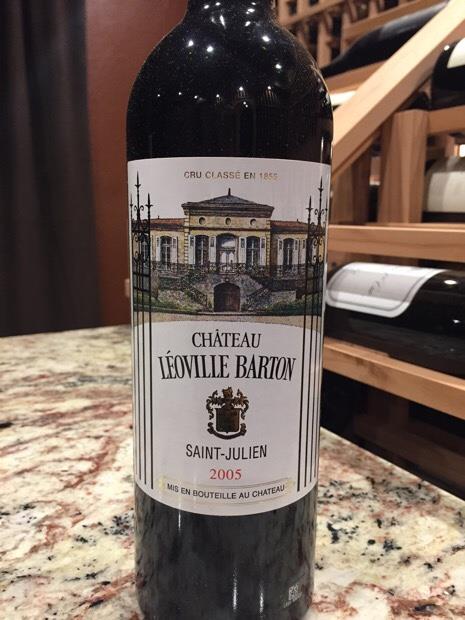 CRU CLASSÉ EN 1855
CHÂTEAU
LÉOVILLE BARTON
SAINT-JULIEN
2005
MIS EN BOUTEILLE AU CHATEAU